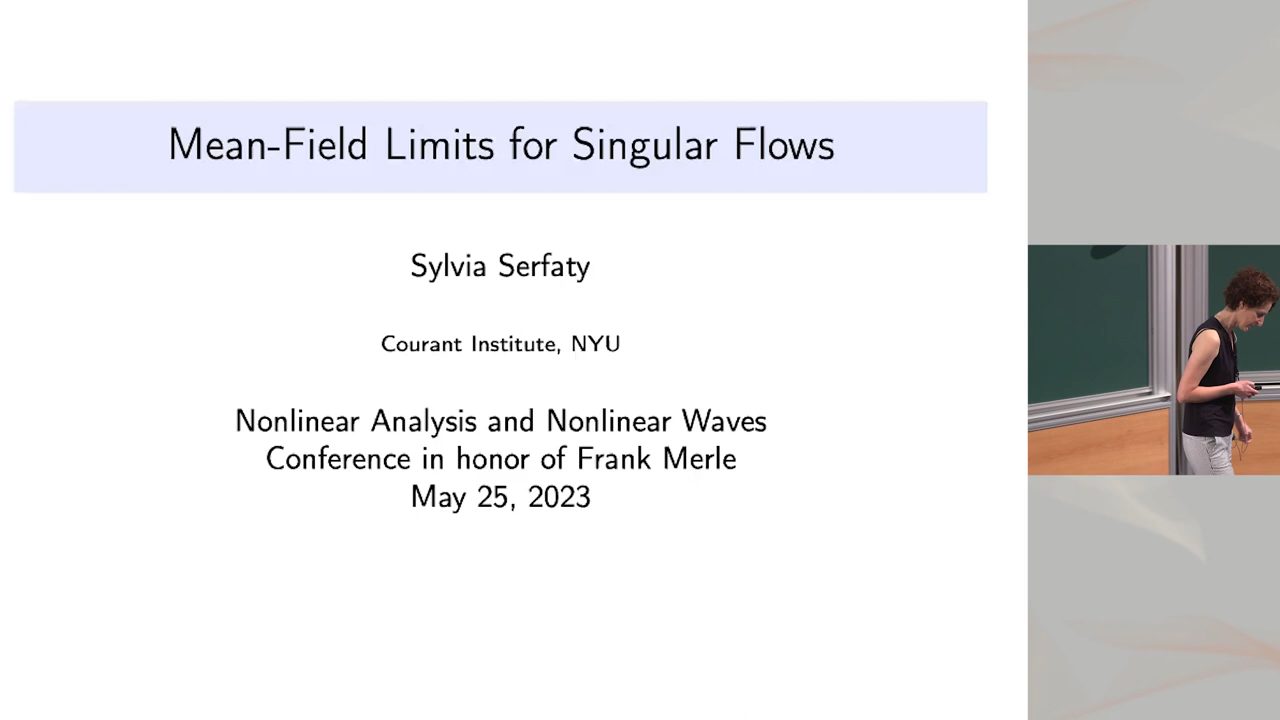 Mean-Field Limits for Singular Flows
Sylvia Serfaty
Courant Institute, NYU
Nonlinear Analysis and Nonlinear Waves
Conference in honor of Frank Merle
May 25, 2023